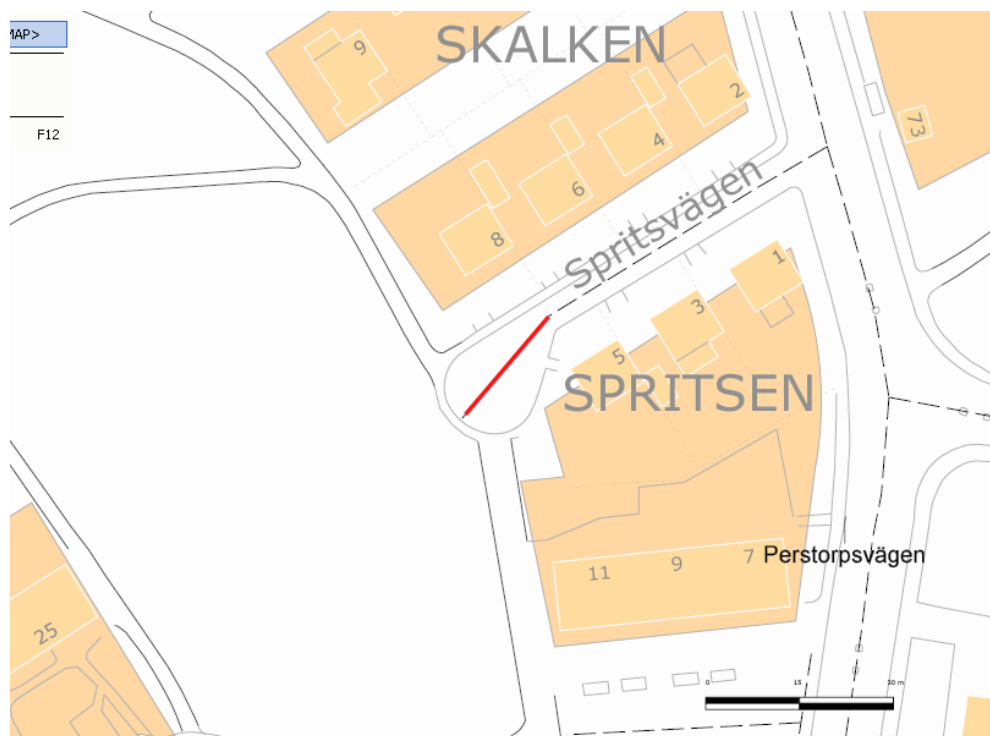 MAP>
F12
SKALKEN
9
2
4
6
8
73
Spritsvägen
1
3
5
SPRITSEN
7
9
11
Perstorpsvägen
25
0
15
30 m